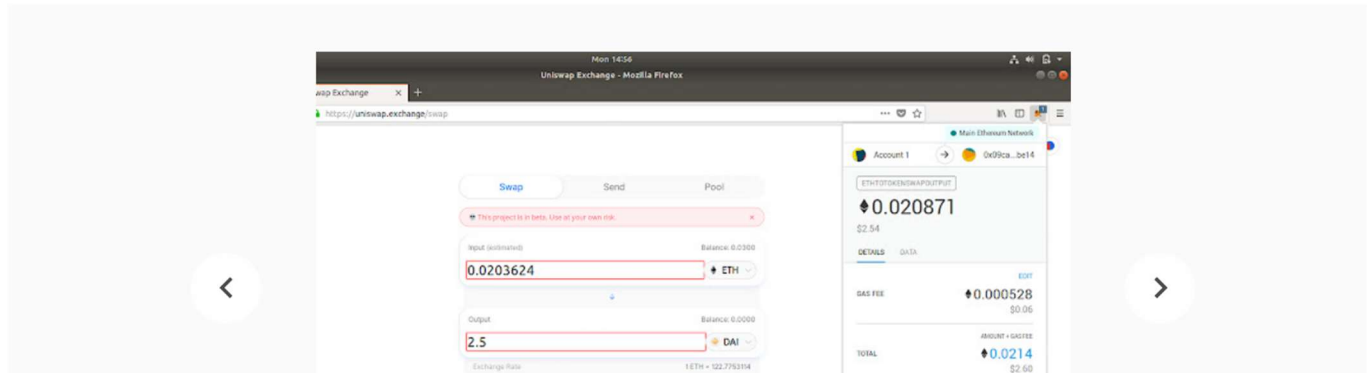 Mon 14:56
Uniswap Exchange - Mozilla Firefox
wap Exchange × +
https://uniswap.exchange/swap
Main Ethereum Network
Account 1 0x09ca...be14
Swap Send Pool
ETHTOTOKENSWAPOUTPUT
0.020871
This project is in beta. Use at your own risk. ×
$2.54
Input (estimated) Balance: 0.0300
DETAILS DATA
0.0203624 ETH
EDIT
GAS FEE 0.000528
$0.06
Output Balance: 0.0000
AMOUNT + GAS FEE
2.5 DAI
TOTAL 0.0214
Exchange Rate 1 ETH = 122.7753114
$2.60